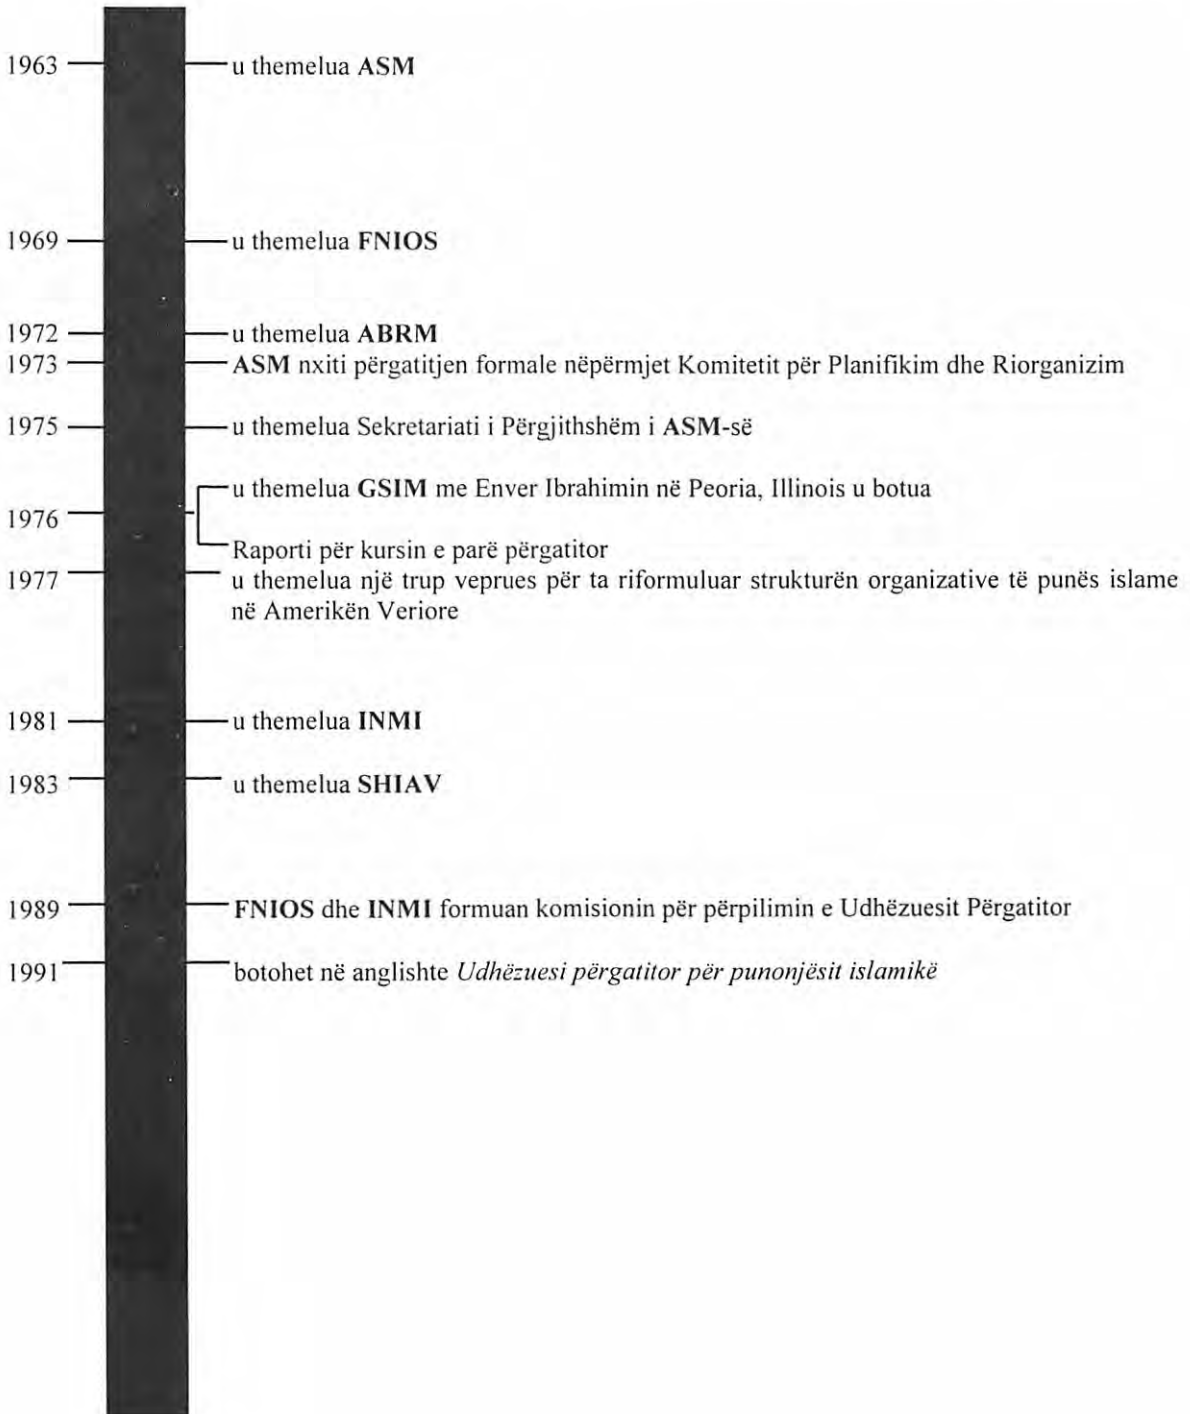 1963 u themelua ASM
1969 u themelua FNIOS
1972 u themelua ABRM
1973 ASM nxiti përgatitjen formale nëpërmjet Komitetit për Planifikim dhe Riorganizim
1975 u themelua Sekretariati i Përgjithshëm i ASM-së
u themelua GSIM me Enver Ibrahimin në Peoria, Illinois u botua
1976
Raporti për kursin e parë përgatitor
1977 u themelua një trup veprues për ta riformuluar strukturën organizative të punës islame
në Amerikën Veriore
1981 u themelua INMI
1983 u themelua SHIAV
1989 FNIOS dhe INMI formuan komisionin për përpilimin e Udhëzuesit Përgatitor
1991 botohet në anglishte Udhëzuesi përgatitor për punonjësit islamikë